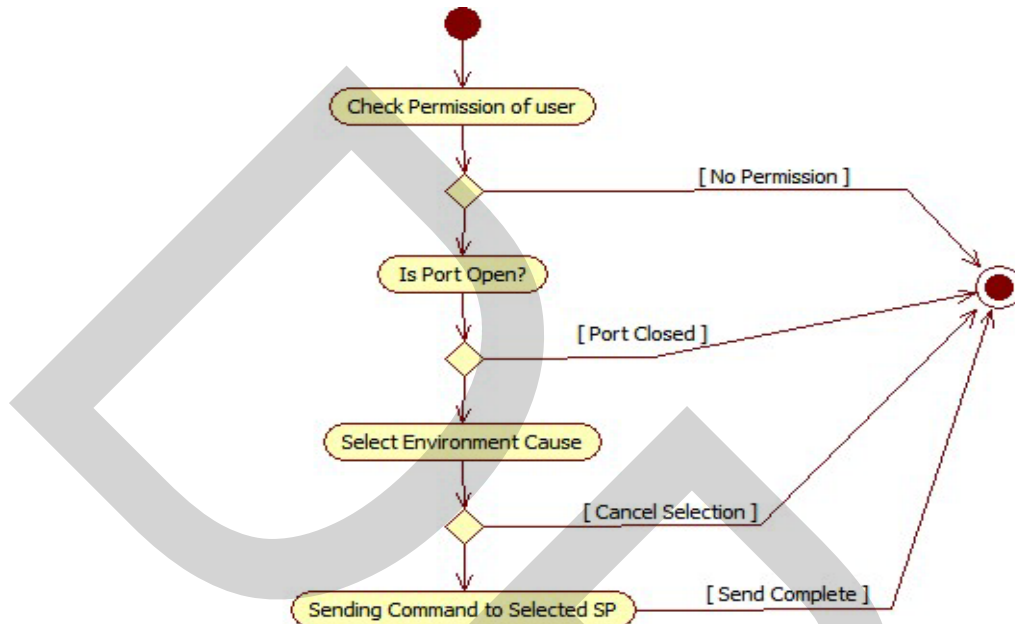 Check Permission of user
[ No Permission ]
Is Port Open?
[ Port Closed ]
Select Environment Cause
[ Cancel Selection ]
[ Send Complete ]
Sending Command to Selected SP